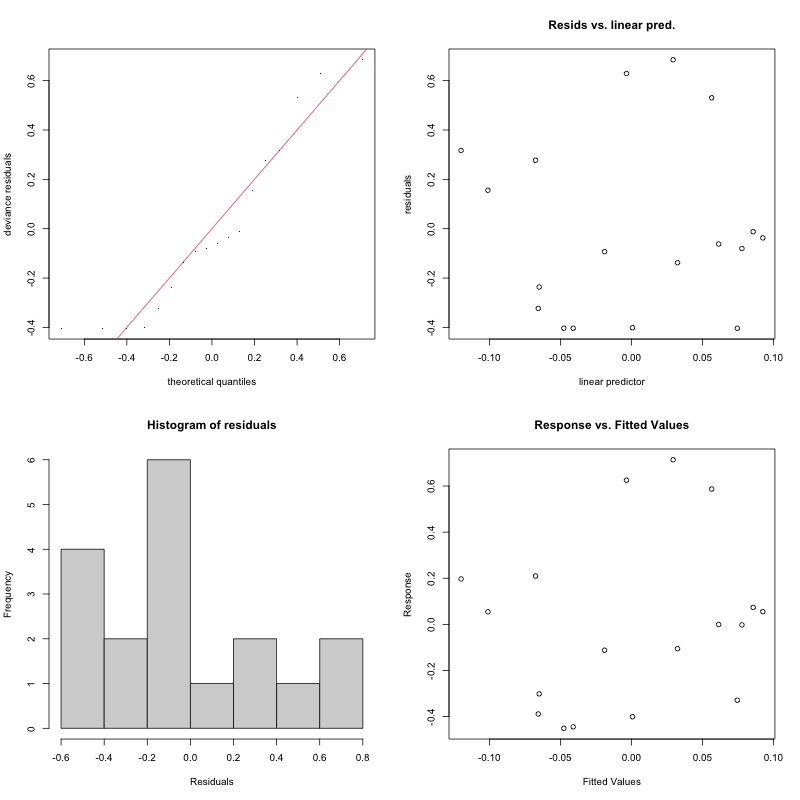 0.6
0.4
0.2
0.0
-0.2
-0.4
deviance residuals
-0.6 -0.4 -0.2 0.0 0.2 0.4 0.6
theoretical quantiles
Resids vs. linear pred.
0.6
0.4
0.2
0.0
-0.2
-0.4
residuals
-0.10 -0.05 0.00 0.05 0.10
linear predictor
Histogram of residuals
6
5
4
3
2
1
0
Frequency
-0.6 -0.4 -0.2 0.0 0.2 0.4 0.6 0.8
Residuals
Response vs. Fitted Values
0.6
0.4
0.2
0.0
-0.2
-0.4
Response
-0.10 -0.05 0.00 0.05 0.10
Fitted Values